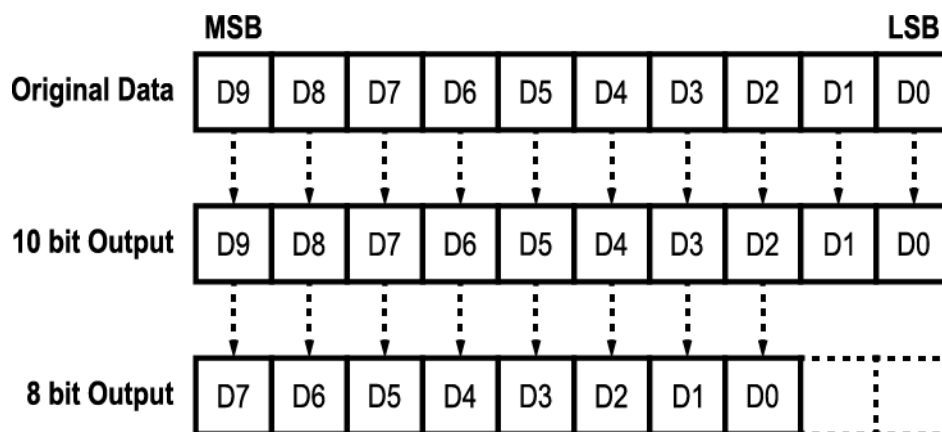 MSB LSB
Original Data D9 D8 D7 D6 D5 D4 D3 D2 D1 D0
10 bit Output D9 D8 D7 D6 D5 D4 D3 D2 D1 D0
8 bit Output D7 D6 D5 D4 D3 D2 D1 D0